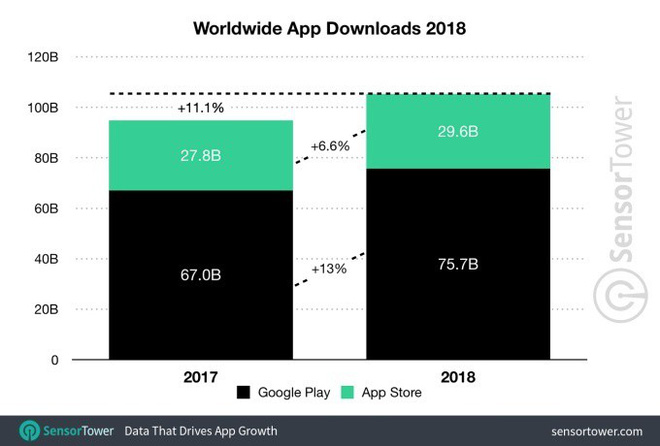 Worldwide App Downloads 2018
120B
100B
80B
60B
40B
20B
0
+11.1%
27.8B
67.0B
+6.6%
+13%
29.6B
75.7B
2017
2018
Google Play
App Store
SensorTower
SensorTower
Data That Drives App Growth
sensortower.com